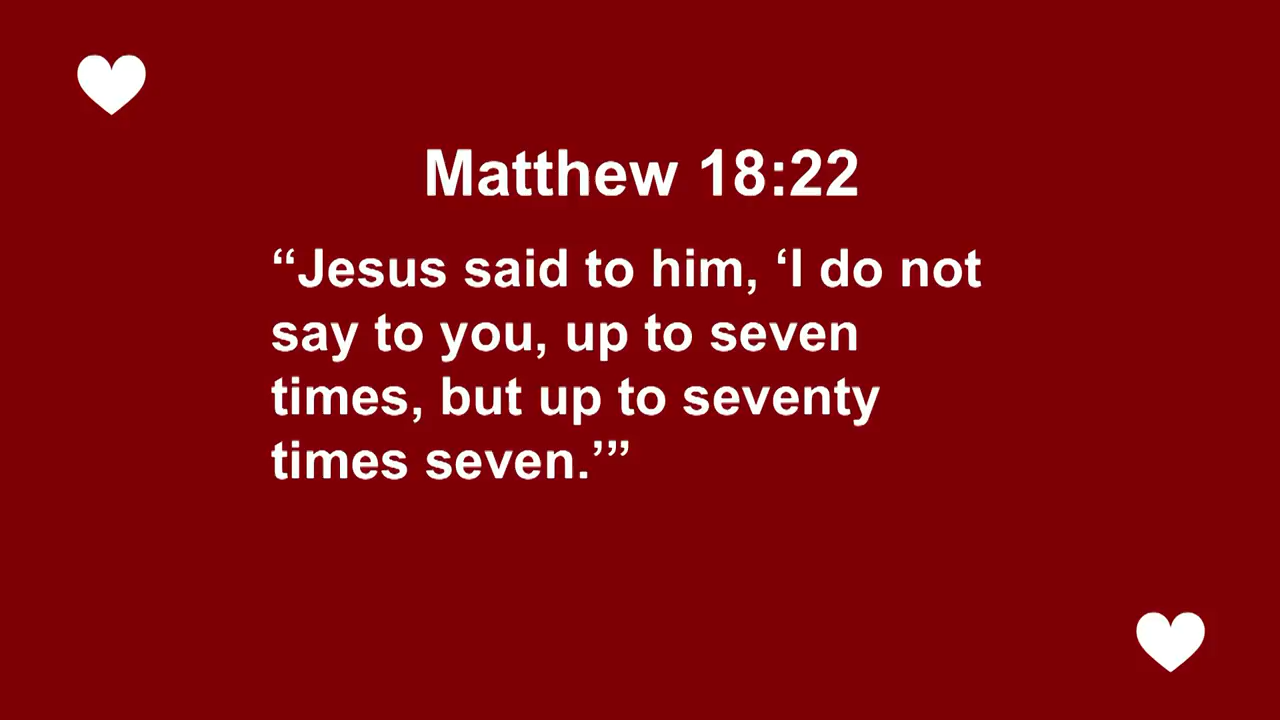 Matthew 18:22
“Jesus said to him, ‘I do not
say to you, up to seven
times, but up to seventy
times seven.’”